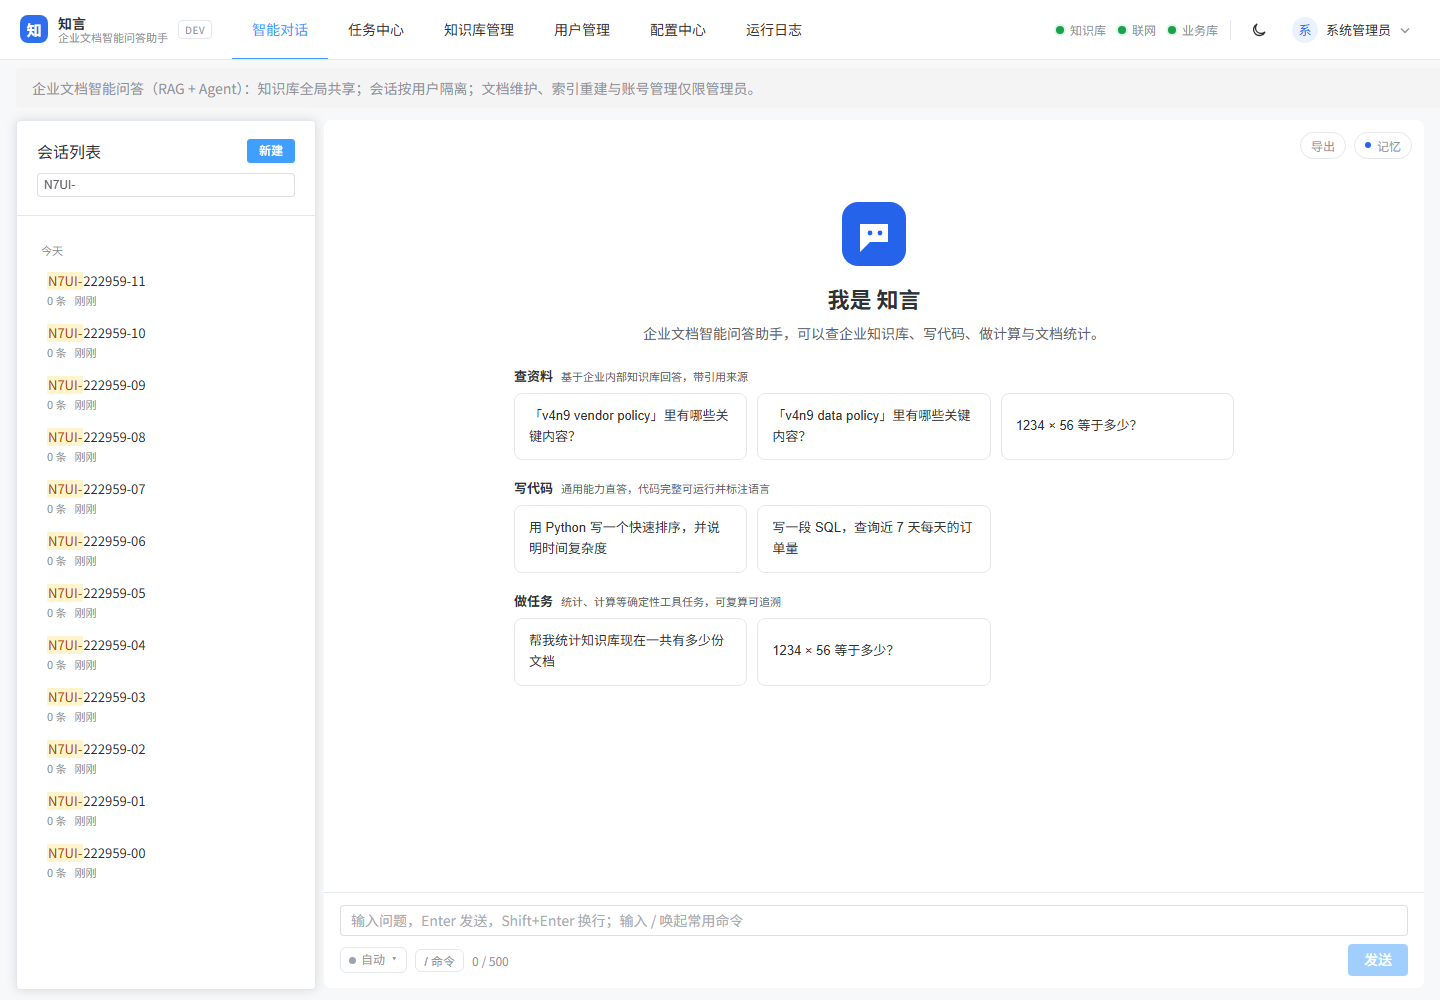 知 知言 DEV 智能对话 任务中心 知识库管理 用户管理 配置中心 运行日志 知识库 联网 业务库 系 系统管理员
企业文档智能问答助手
企业文档智能问答（RAG + Agent）：知识库全局共享；会话按用户隔离；文档维护、索引重建与账号管理仅限管理员。
会话列表 新建
N7UI-
今天
N7UI-222959-11
0 条 刚刚
N7UI-222959-10
0 条 刚刚
N7UI-222959-09
0 条 刚刚
N7UI-222959-08
0 条 刚刚
N7UI-222959-07
0 条 刚刚
N7UI-222959-06
0 条 刚刚
N7UI-222959-05
0 条 刚刚
N7UI-222959-04
0 条 刚刚
N7UI-222959-03
0 条 刚刚
N7UI-222959-02
0 条 刚刚
N7UI-222959-01
0 条 刚刚
N7UI-222959-00
0 条 刚刚
导出 记忆
我是 知言
企业文档智能问答助手，可以查企业知识库、写代码、做计算与文档统计。
查资料 基于企业内部知识库回答，带引用来源
「v4n9 vendor policy」里有哪些关
键内容？
「v4n9 data policy」里有哪些关键
内容？
1234 × 56 等于多少？
写代码 通用能力直答，代码完整可运行并标注语言
用 Python 写一个快速排序，并说
明时间复杂度
写一段 SQL，查询近 7 天每天的订
单量
做任务 统计、计算等确定性工具任务，可复算可追溯
帮我统计知识库现在一共有多少份
文档
1234 × 56 等于多少？
输入问题，Enter 发送，Shift+Enter 换行；输入 / 唤起常用命令
自动 / 命令 0 / 500 发送